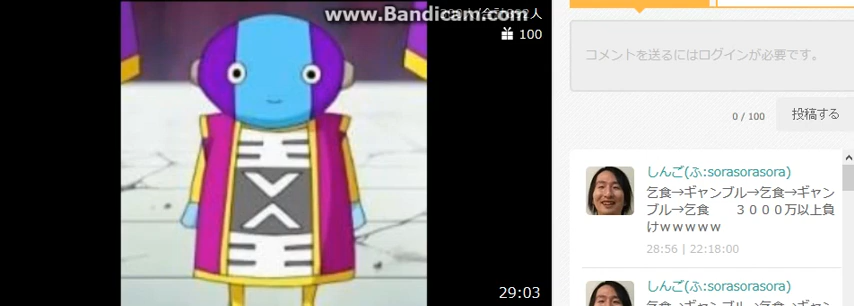 www.Bandicam.com
100
29:03
コメントを送るにはログインが必要です。
0 / 100
投稿する
しんご(ふ:sorasorasora)
乞食→ギャンブル→乞食→ギャン
ブル→乞食　　３０００万以上負
けｗｗｗｗｗ
28:56 | 22:18:00
しんご(ふ:sorasorasora)